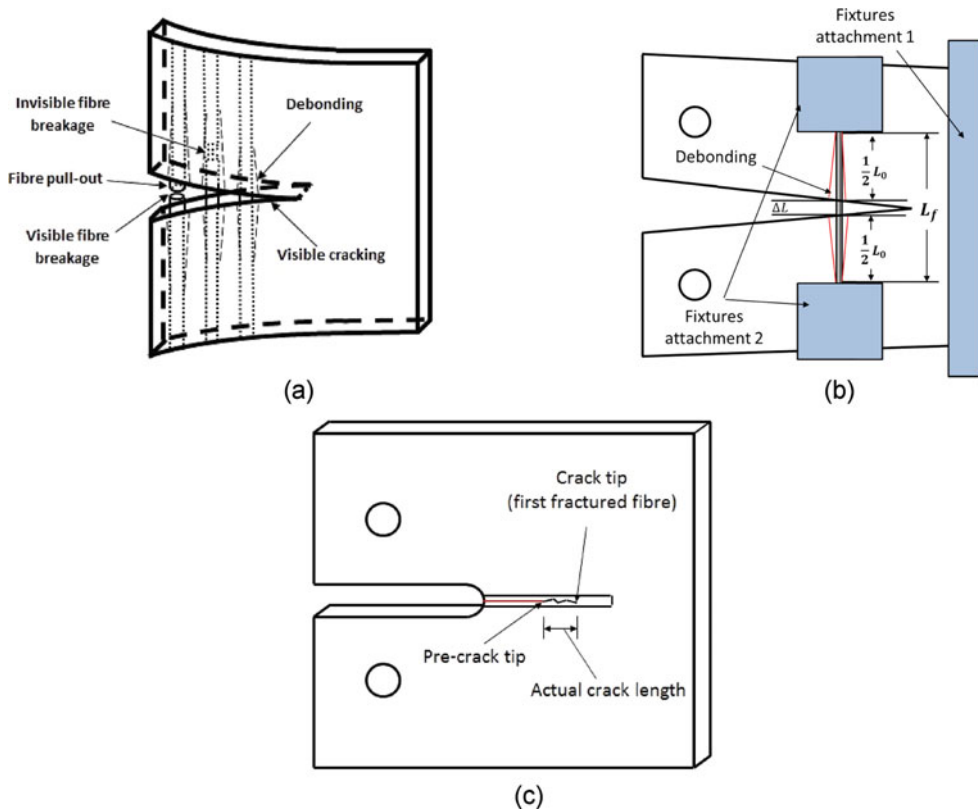 Invisible fibre
breakage
Debonding
Fibre pull-out
Visible fibre
breakage
Visible cracking
(a)
Fixtures
attachment 1
Debonding
1/2 L₀
ΔL
L_f
1/2 L₀
Fixtures
attachment 2
(b)
Crack tip
(first fractured fibre)
Pre-crack tip
Actual crack length
(c)